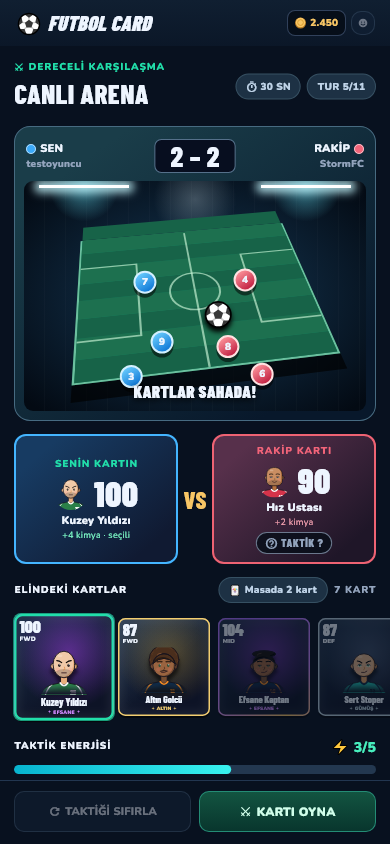 FUTBOL CARD
2.450
DERECELİ KARŞILAŞMA
CANLI ARENA
30 SN
TUR 5/11
SEN
testoyuncu
2 – 2
RAKİP
StormFC
7
4
9
8
3
6
KARTLAR SAHADA!
SENİN KARTIN
100
Kuzey Yıldızı
+4 kimya · seçili
VS
RAKİP KARTI
90
Hız Ustası
+2 kimya
TAKTİK ?
ELİNDEKİ KARTLAR
Masada 2 kart
7 KART
100
FWD
Kuzey Yıldızı
• EFSANE •
87
FWD
Altın Golcü
• ALTIN •
104
MID
Efsane Kaptan
• EFSANE •
87
DEF
Sert Stoper
• GÜMÜŞ •
TAKTİK ENERJİSİ
3/5
TAKTİĞİ SIFIRLA
KARTI OYNA